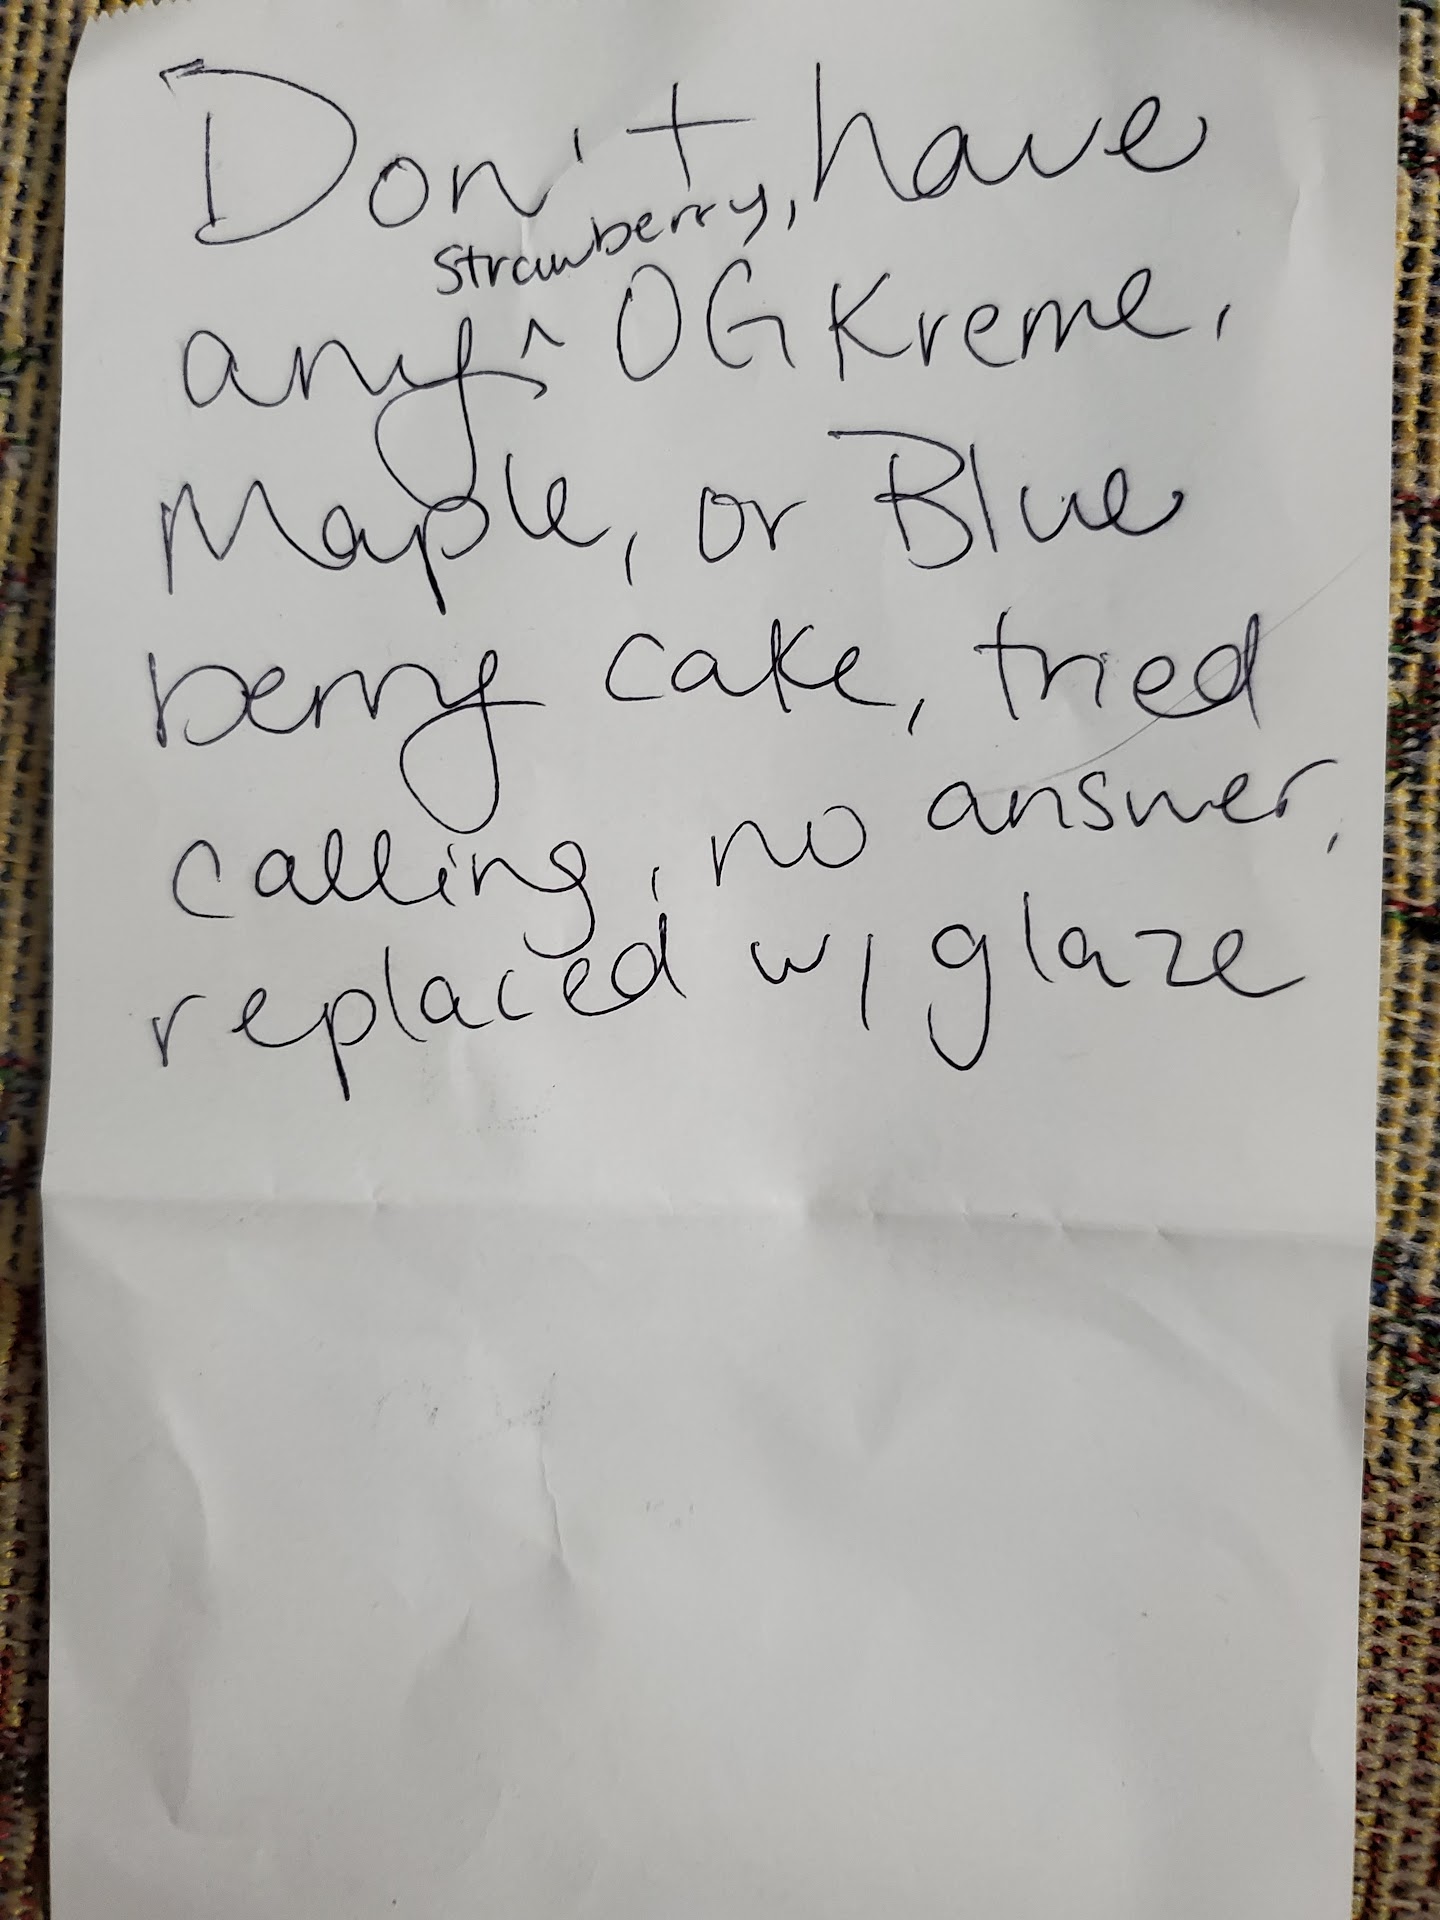 Don't have
strawberry,
any ^ OG Kreme,
Maple, or Blue
berry cake, tried
calling, no answer,
replaced w/ glaze